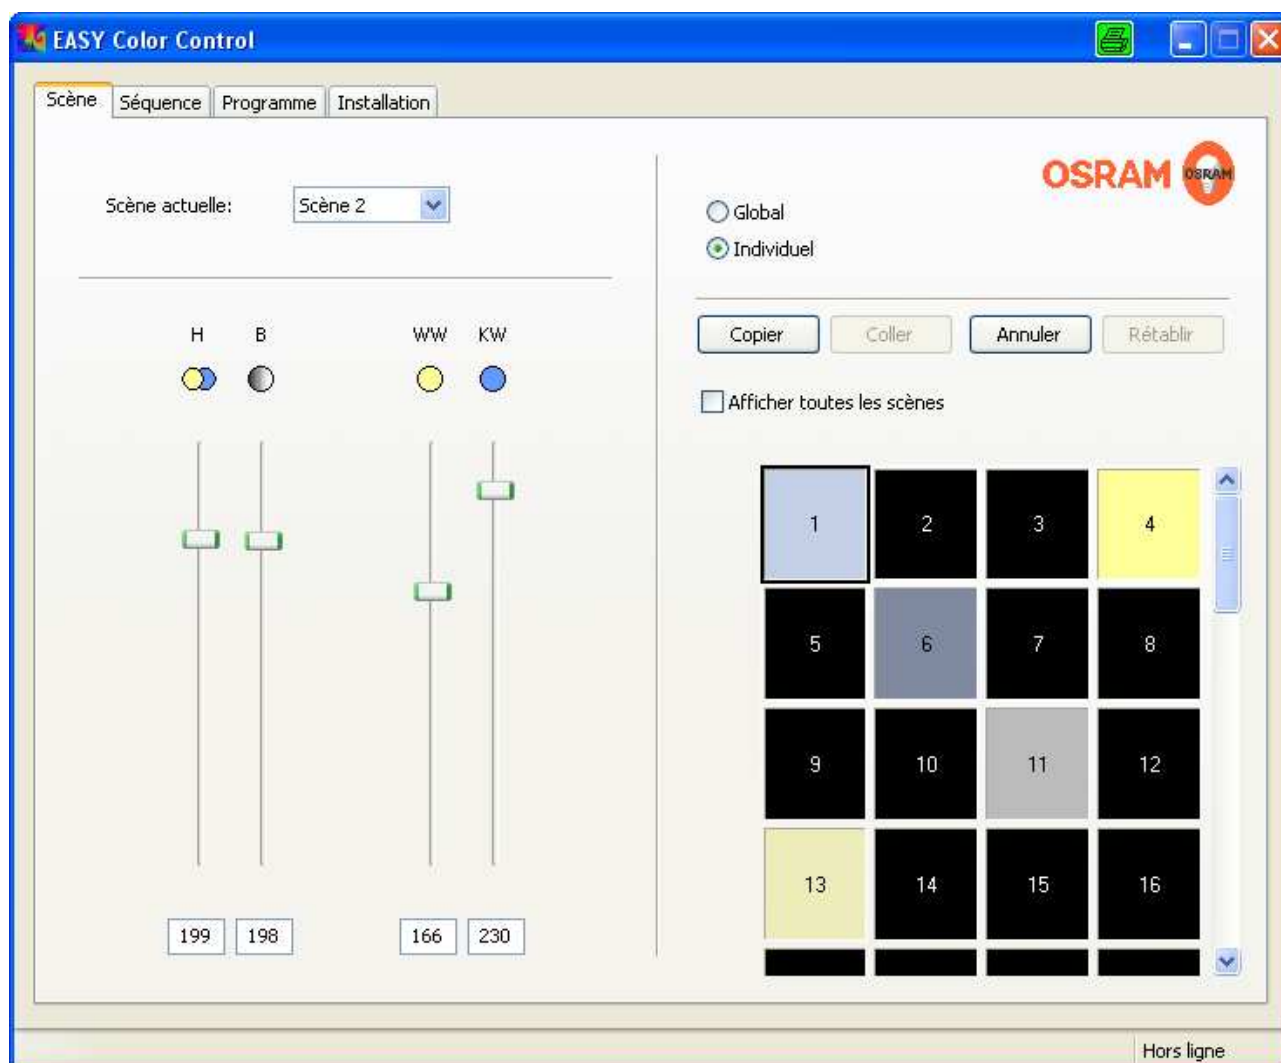 EASY Color Control
Scène Séquence Programme Installation
OSRAM OSRAM
Scène actuelle: Scène 2
Global
Individuel
H B WW KW
Copier Coller Annuler Rétablir
Afficher toutes les scènes
1 2 3 4
5 6 7 8
9 10 11 12
13 14 15 16
199 198 166 230
Hors ligne